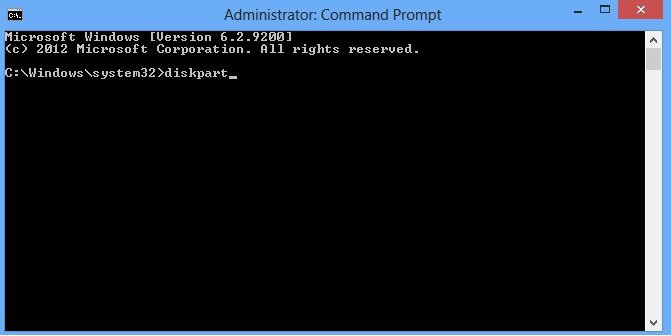 Administrator: Command Prompt
Microsoft Windows [Version 6.2.9200]
(c) 2012 Microsoft Corporation. All rights reserved.
C:\Windows\system32>diskpart_